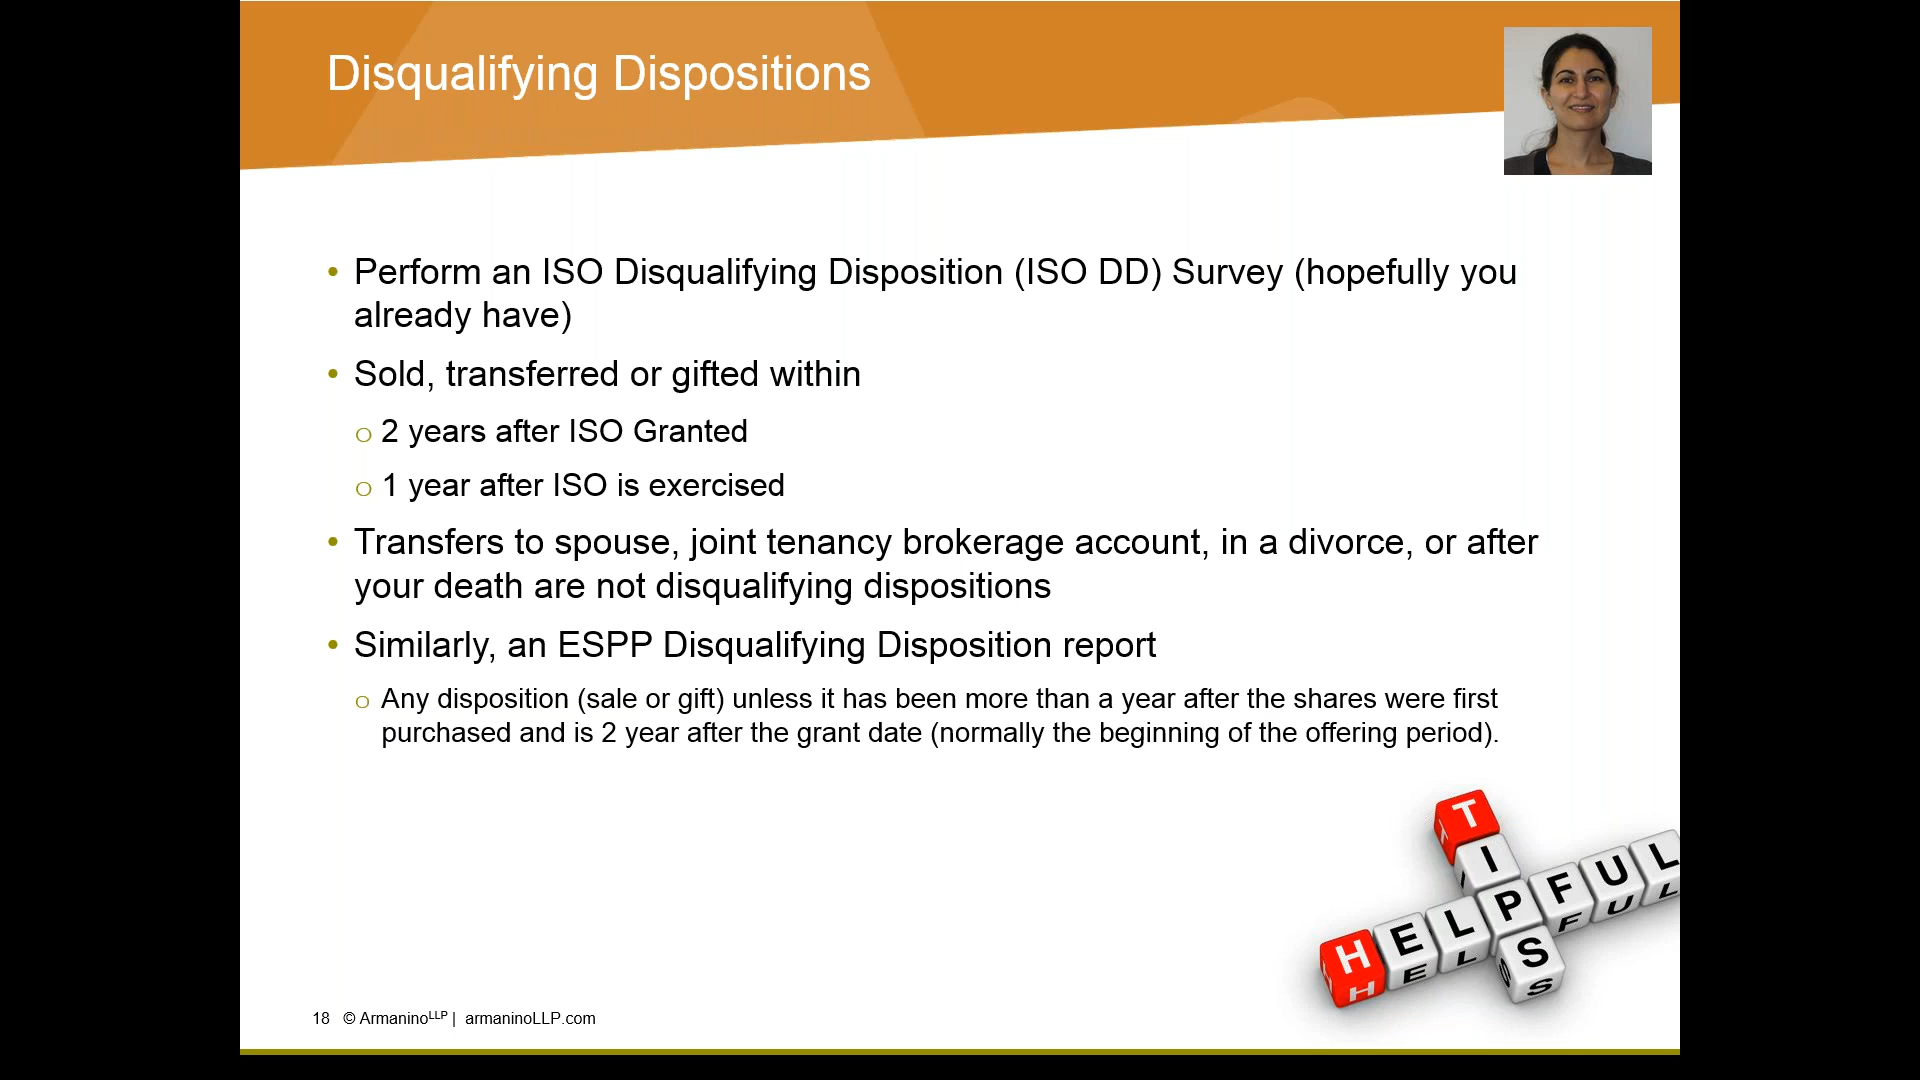 Disqualifying Dispositions
• Perform an ISO Disqualifying Disposition (ISO DD) Survey (hopefully you
already have)
• Sold, transferred or gifted within
o 2 years after ISO Granted
o 1 year after ISO is exercised
• Transfers to spouse, joint tenancy brokerage account, in a divorce, or after
your death are not disqualifying dispositions
• Similarly, an ESPP Disqualifying Disposition report
o Any disposition (sale or gift) unless it has been more than a year after the shares were first
purchased and is 2 year after the grant date (normally the beginning of the offering period).
HELPFUL
TIPS
18 © ArmaninoLLP | armaninoLLP.com